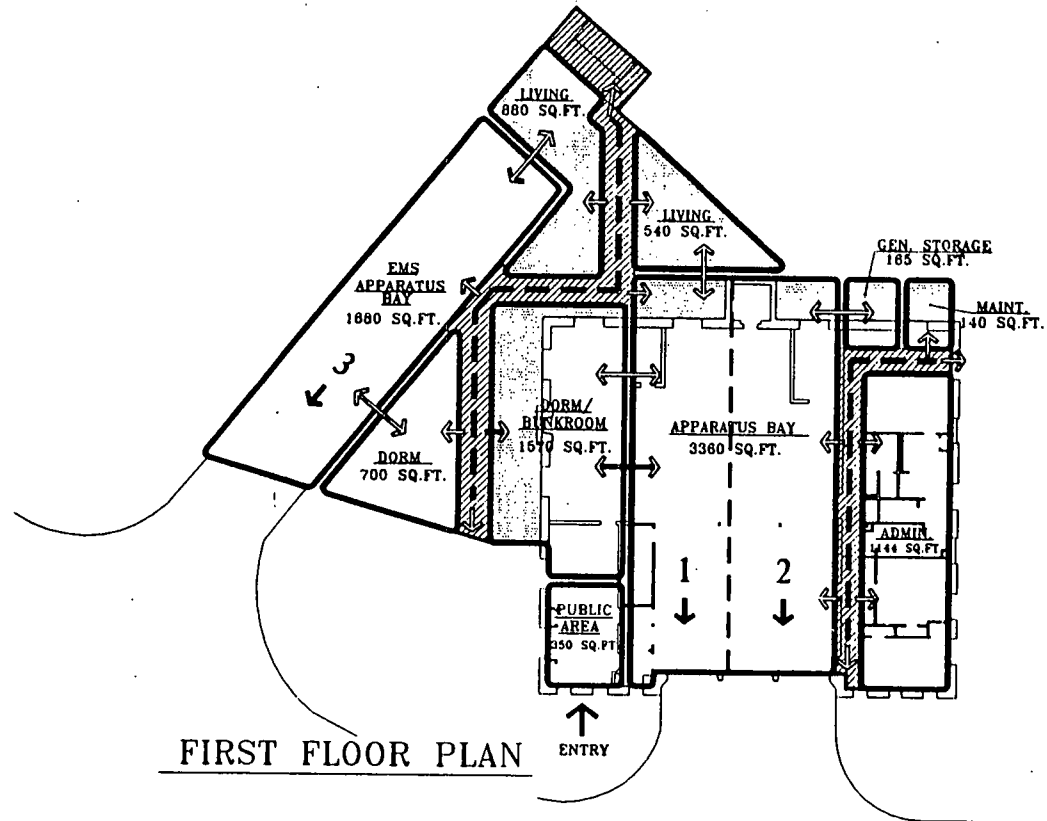 LIVING
880 SQ.FT.
LIVING
540 SQ.FT.
GEN. STORAGE
165 SQ.FT.
MAINT.
140 SQ.FT.
EMS
APPARATUS
BAY
1680 SQ.FT.
3
DORM/
BUNKROOM
1570 SQ.FT.
APPARATUS BAY
3360 SQ.FT.
DORM
700 SQ.FT.
ADMIN.
1144 SQ.FT
1
2
PUBLIC
AREA
350 SQ.FT
ENTRY
FIRST FLOOR PLAN